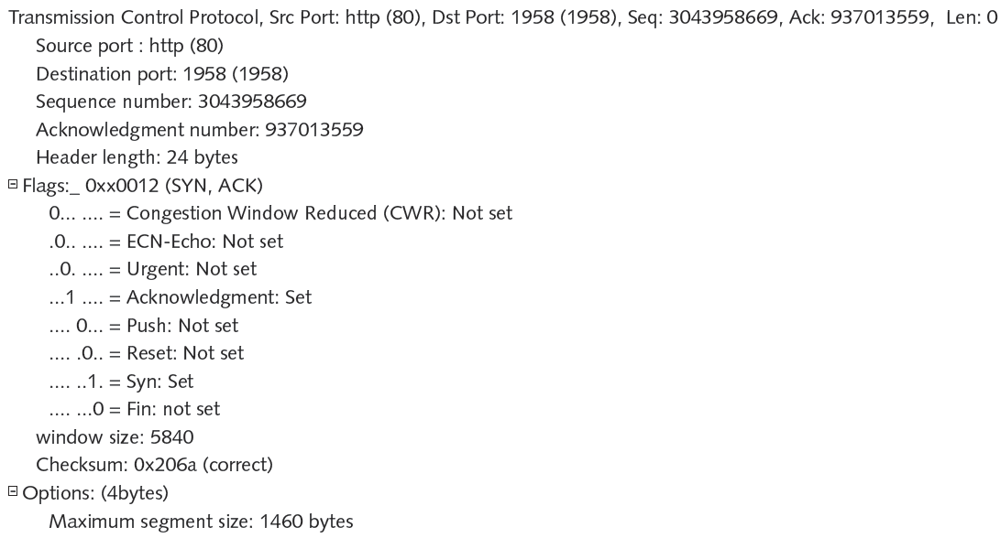 Transmission Control Protocol, Src Port: http (80), Dst Port: 1958 (1958), Seq: 3043958669, Ack: 937013559, Len: 0
Source port : http (80)
Destination port: 1958 (1958)
Sequence number: 3043958669
Acknowledgment number: 937013559
Header length: 24 bytes
Flags:_ 0xx0012 (SYN, ACK)
0... .... = Congestion Window Reduced (CWR): Not set
.0.. .... = ECN-Echo: Not set
..0. .... = Urgent: Not set
...1 .... = Acknowledgment: Set
.... 0... = Push: Not set
.... .0.. = Reset: Not set
.... ..1. = Syn: Set
.... ...0 = Fin: not set
window size: 5840
Checksum: 0x206a (correct)
Options: (4bytes)
Maximum segment size: 1460 bytes